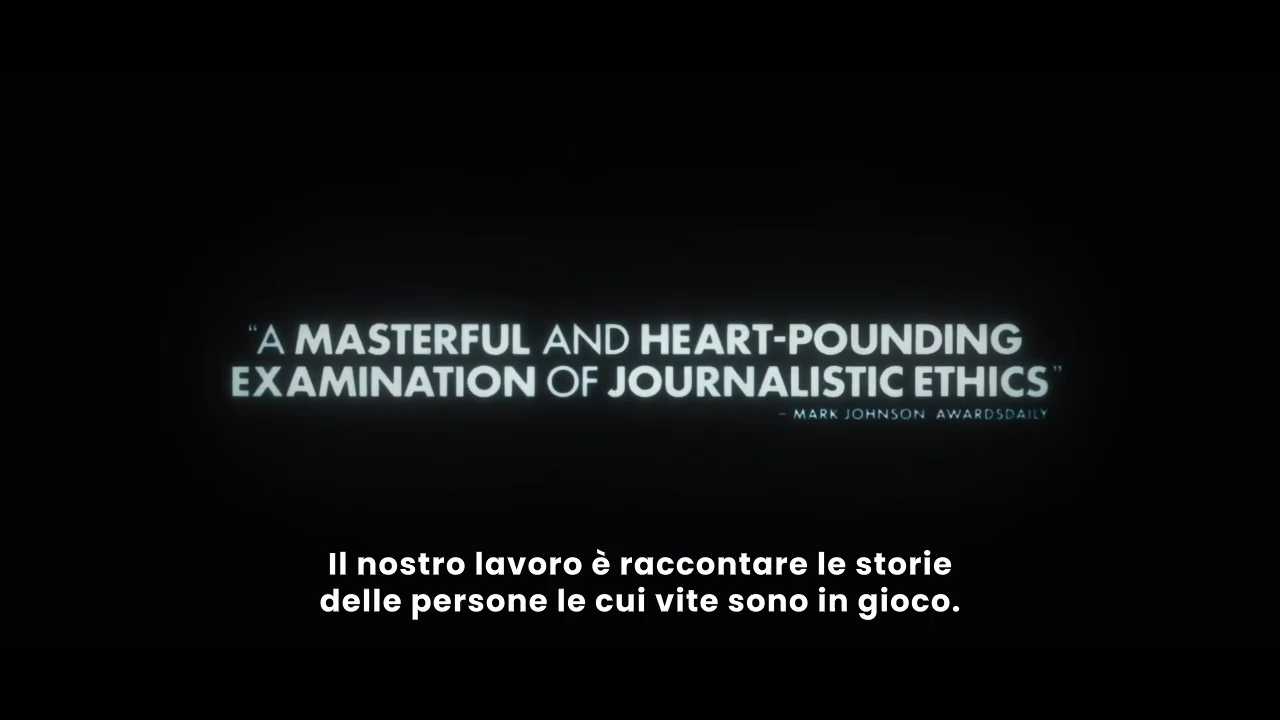 “A MASTERFUL AND HEART-POUNDING
EXAMINATION OF JOURNALISTIC ETHICS”
– MARK JOHNSON AWARDSDAILY
Il nostro lavoro è raccontare le storie
delle persone le cui vite sono in gioco.